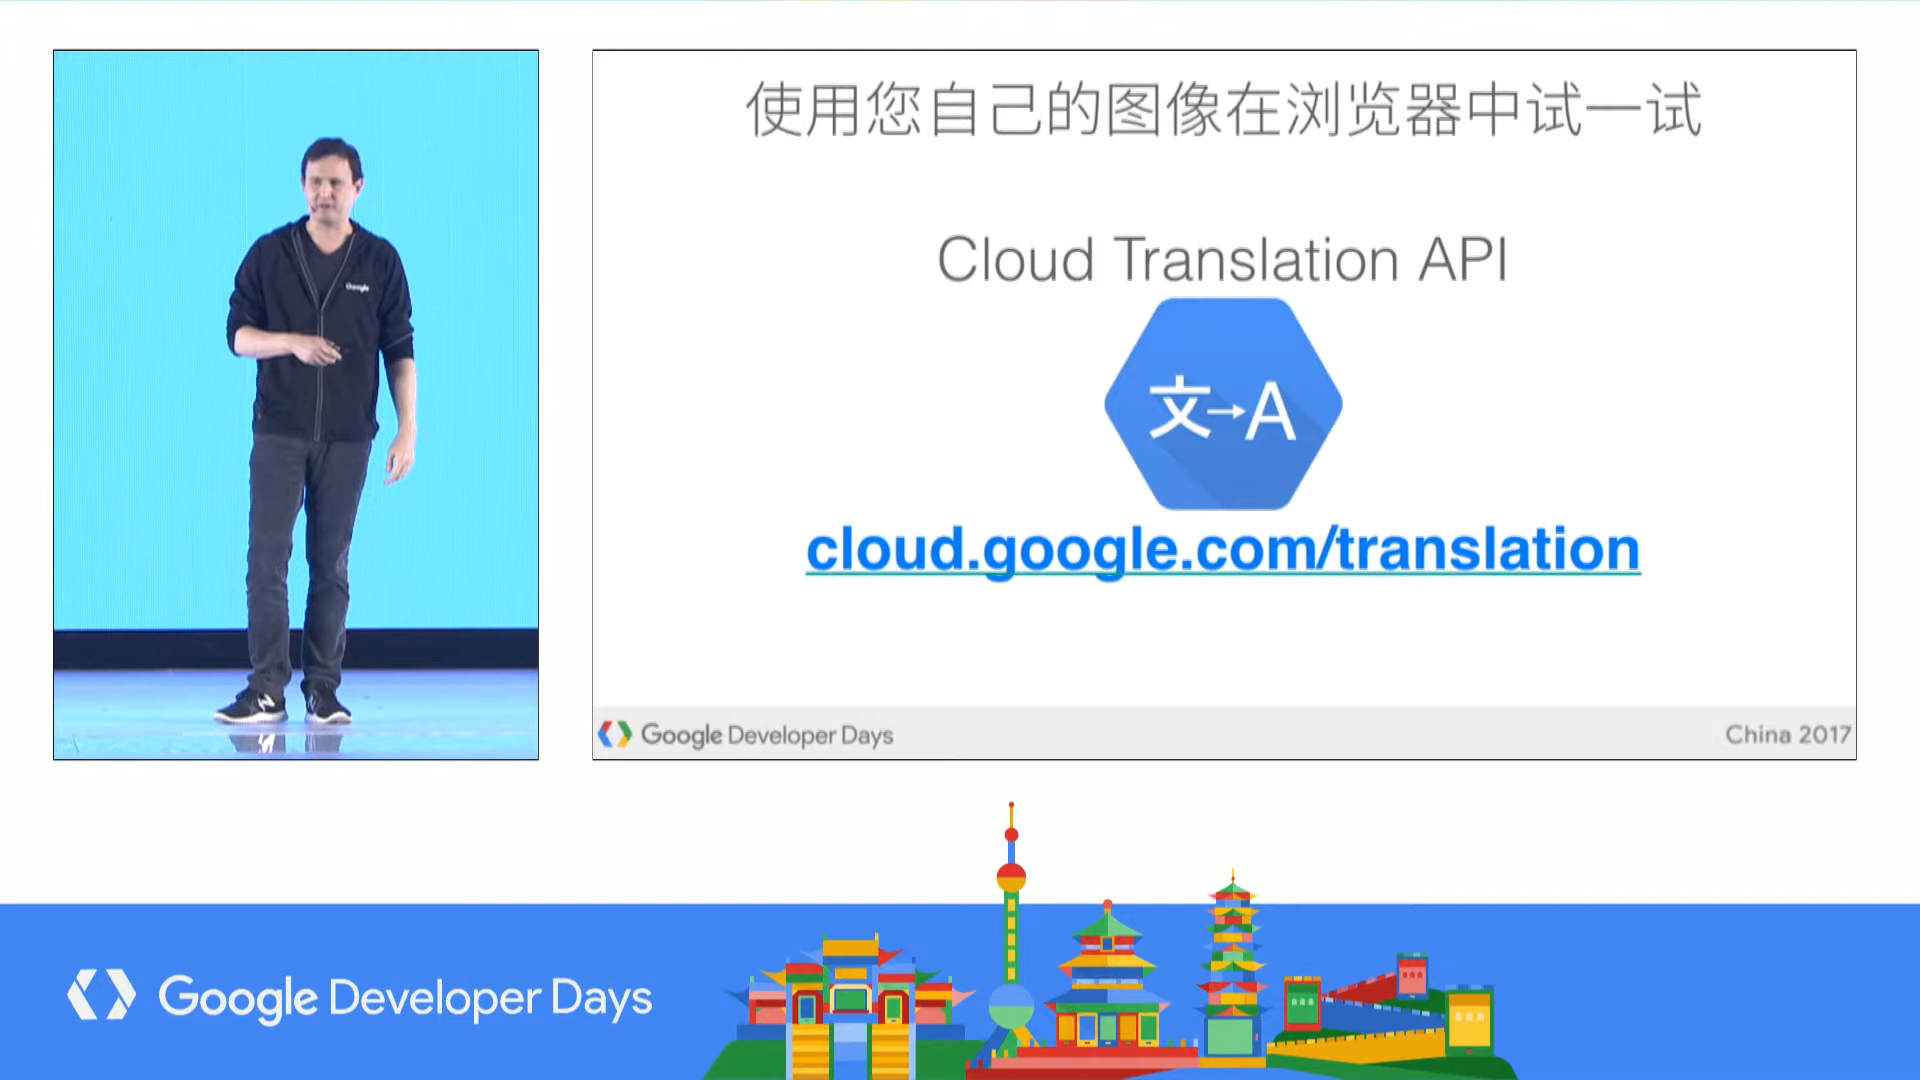 使用您自己的图像在浏览器中试一试
Cloud Translation API
文→A
cloud.google.com/translation
Google Developer Days
China 2017
Google
Google Developer Days